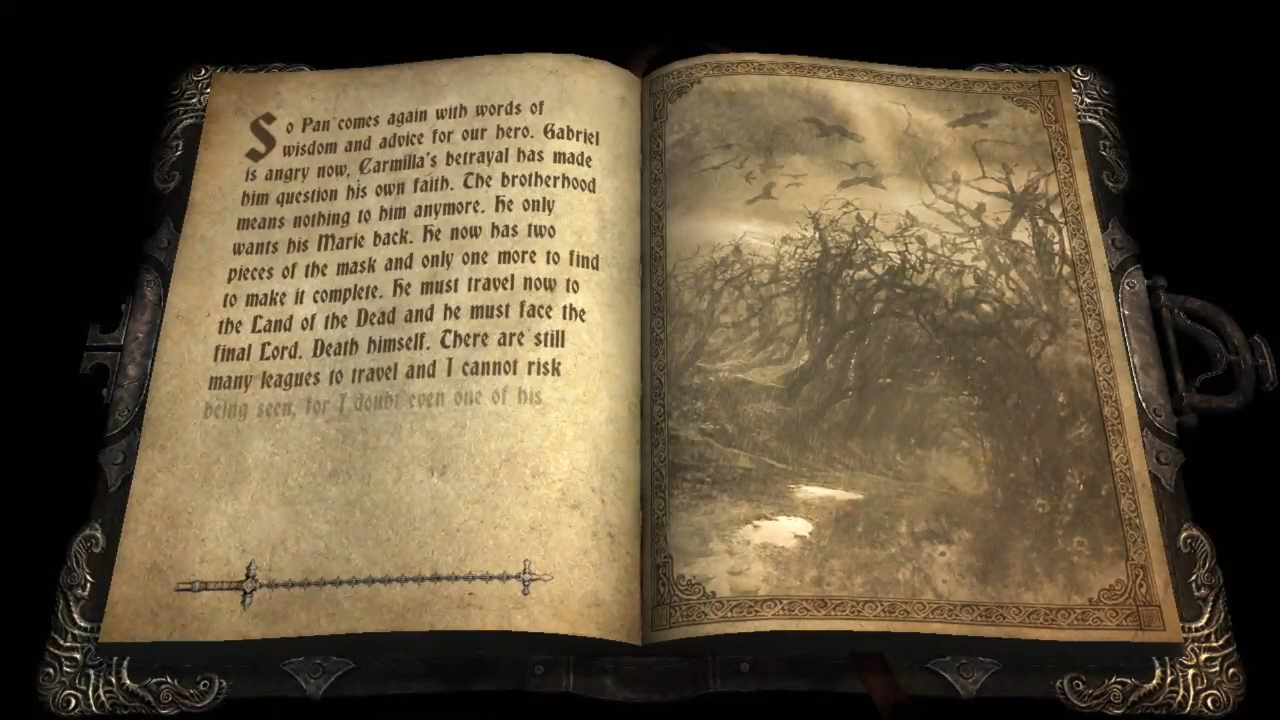 So Pan comes again with words of
wisdom and advice for our hero. Gabriel
is angry now, Carmilla's betrayal has made
him question his own faith. The brotherhood
means nothing to him anymore. He only
wants his Marie back. He now has two
pieces of the mask and only one more to find
to make it complete. He must travel now to
the Land of the Dead and he must face the
final Lord. Death himself. There are still
many leagues to travel and I cannot risk
being seen, for I doubt even one of his